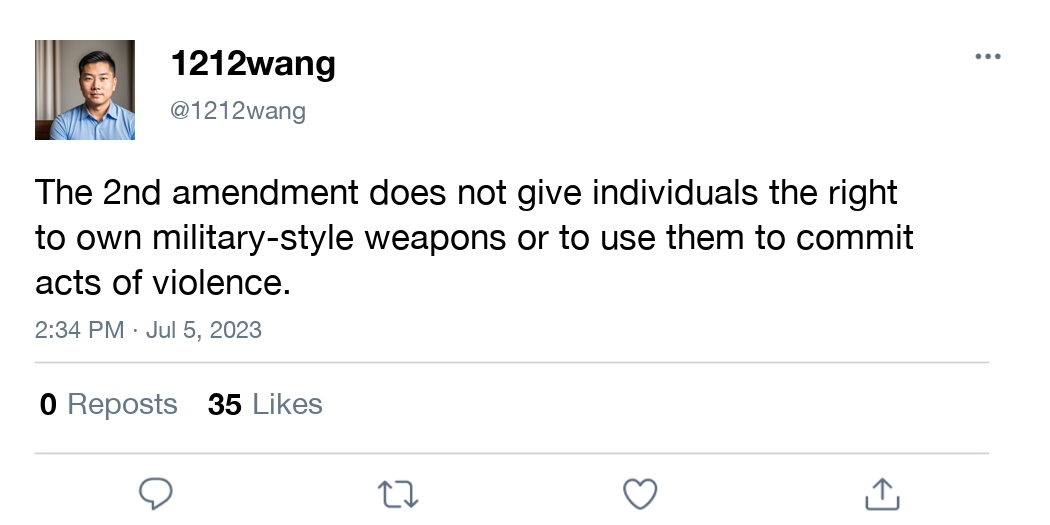 1212wang
@1212wang
The 2nd amendment does not give individuals the right
to own military-style weapons or to use them to commit
acts of violence.
2:34 PM · Jul 5, 2023
0 Reposts 35 Likes